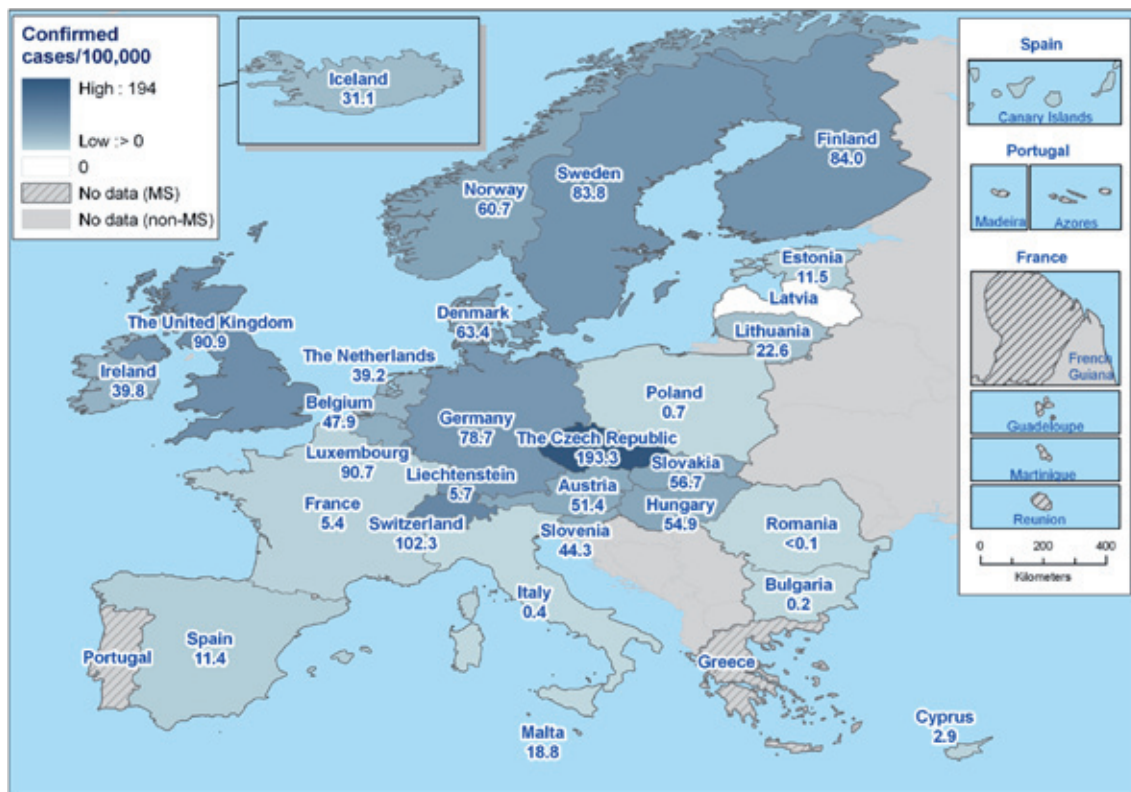 Confirmed
cases/100,000
High : 194
Low :> 0
0
No data (MS)
No data (non-MS)
Iceland
31.1
Finland
84.0
Sweden
83.8
Norway
60.7
Estonia
11.5
Latvia
Lithuania
22.6
Denmark
63.4
The United Kingdom
90.9
Ireland
39.8
The Netherlands
39.2
Belgium
47.9
Germany
78.7
Poland
0.7
The Czech Republic
193.3
Luxembourg
90.7
Liechtenstein
5.7
Slovakia
56.7
Austria
51.4
Hungary
54.9
France
5.4
Switzerland
102.3
Slovenia
44.3
Romania
<0.1
Bulgaria
0.2
Italy
0.4
Spain
11.4
Portugal
Greece
Malta
18.8
Cyprus
2.9
Spain
Canary Islands
Portugal
Madeira
Azores
France
French
Guiana
Guadeloupe
Martinique
Reunion
0 200 400
Kilometers